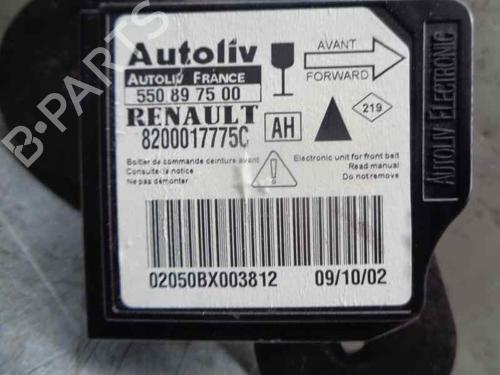 B-PARTS
Autoliv
AUTOLIV FRANCE
550 89 75 00
RENAULT
8200017775C
AH
AVANT
FORWARD
219
AUTOLIV ELECTRONIC
Boitier de commande ceinture avant
Consulter la notice
Ne pas démonter
Electronic unit for front belt
Read manual
Do not remove
02050BX003812
09/10/02